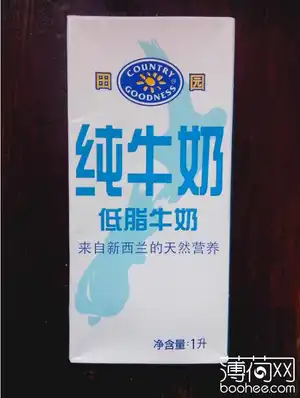 COUNTRY
GOODNESS
田 园
纯牛奶
低脂牛奶
来自新西兰的天然营养
净含量:1升
薄荷网
boohee.com